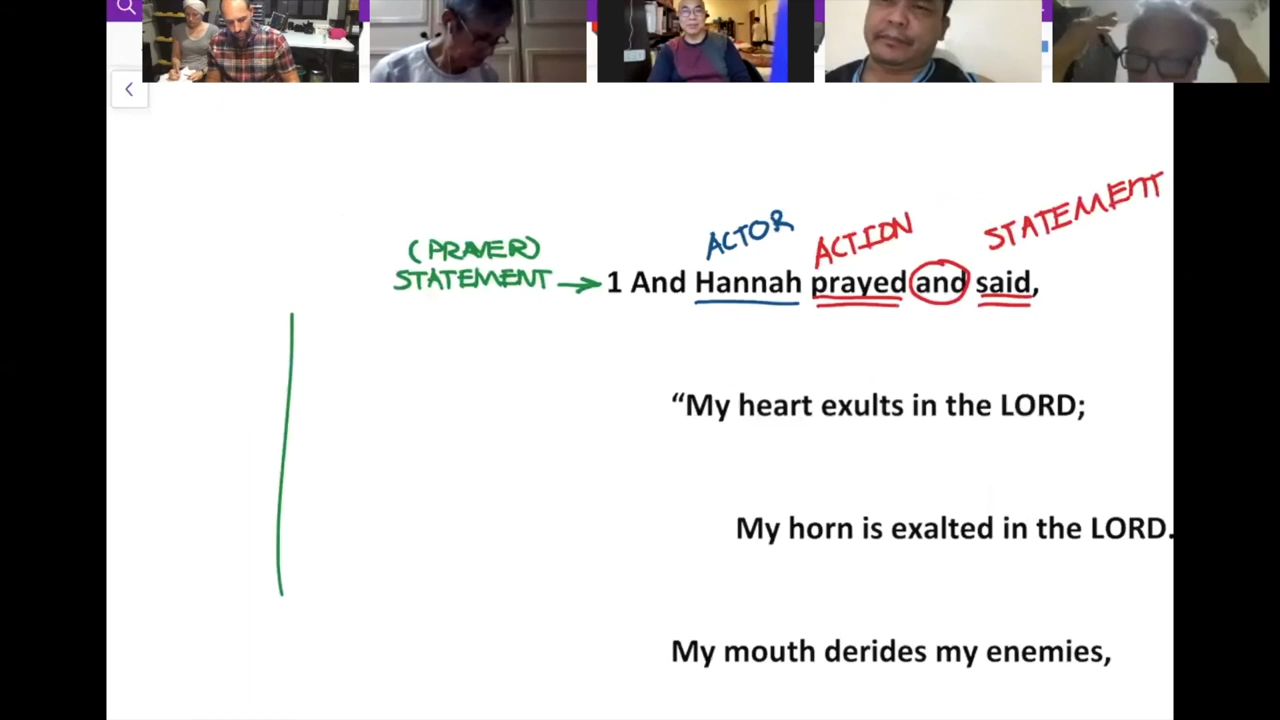 STATEMENT
ACTOR ACTION
(PRAYER)
STATEMENT → 1 And Hannah prayed and said,
“My heart exults in the LORD;
My horn is exalted in the LORD.
My mouth derides my enemies,